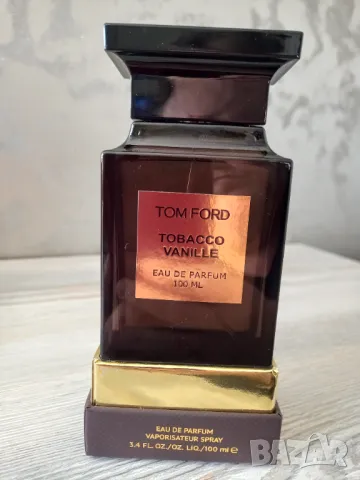 TOM FORD
TOBACCO
VANILLE
EAU DE PARFUM
100 ML
EAU DE PARFUM
VAPORISATEUR SPRAY
3.4 FL. OZ./OZ. LIQ./100 ml e
BAZAR
bg